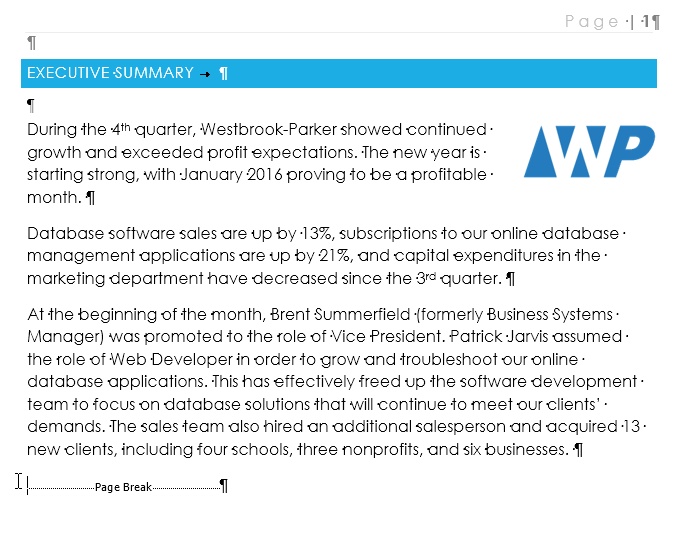 Page | 1¶
¶
EXECUTIVE SUMMARY → ¶
¶
During the 4th quarter, Westbrook-Parker showed continued
growth and exceeded profit expectations. The new year is
starting strong, with January 2016 proving to be a profitable
month. ¶
WP
Database software sales are up by 13%, subscriptions to our online database
management applications are up by 21%, and capital expenditures in the
marketing department have decreased since the 3rd quarter. ¶
At the beginning of the month, Brent Summerfield (formerly Business Systems
Manager) was promoted to the role of Vice President. Patrick Jarvis assumed
the role of Web Developer in order to grow and troubleshoot our online
database applications. This has effectively freed up the software development
team to focus on database solutions that will continue to meet our clients’
demands. The sales team also hired an additional salesperson and acquired 13
new clients, including four schools, three nonprofits, and six businesses. ¶
Page Break¶